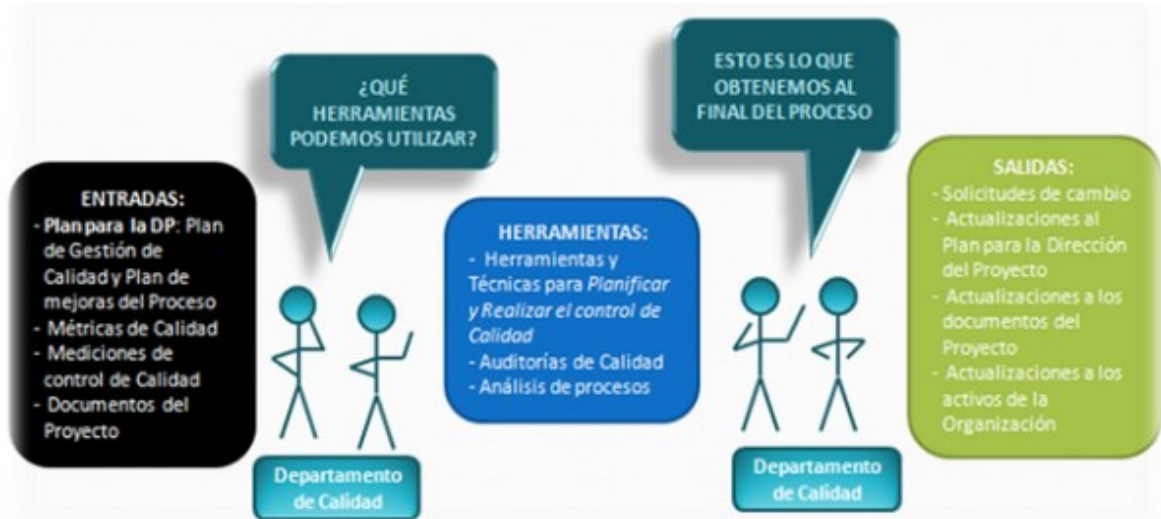 ¿QUÉ
HERRAMIENTAS
PODEMOS UTILIZAR?
ESTO ES LO QUE
OBTENEMOS AL
FINAL DEL PROCESO
ENTRADAS:
- Plan para la DP: Plan
de Gestión de
Calidad y Plan de
mejoras del Proceso
- Métricas de Calidad
- Mediciones de
control de Calidad
- Documentos del
Proyecto
HERRAMIENTAS:
- Herramientas y
Técnicas para Planificar
y Realizar el control de
Calidad
- Auditorías de Calidad
- Análisis de procesos
SALIDAS:
- Solicitudes de cambio
- Actualizaciones al
Plan para la Dirección
del Proyecto
- Actualizaciones a los
documentos del
Proyecto
- Actualizaciones a los
activos de la
Organización
Departamento
de Calidad
Departamento
de Calidad